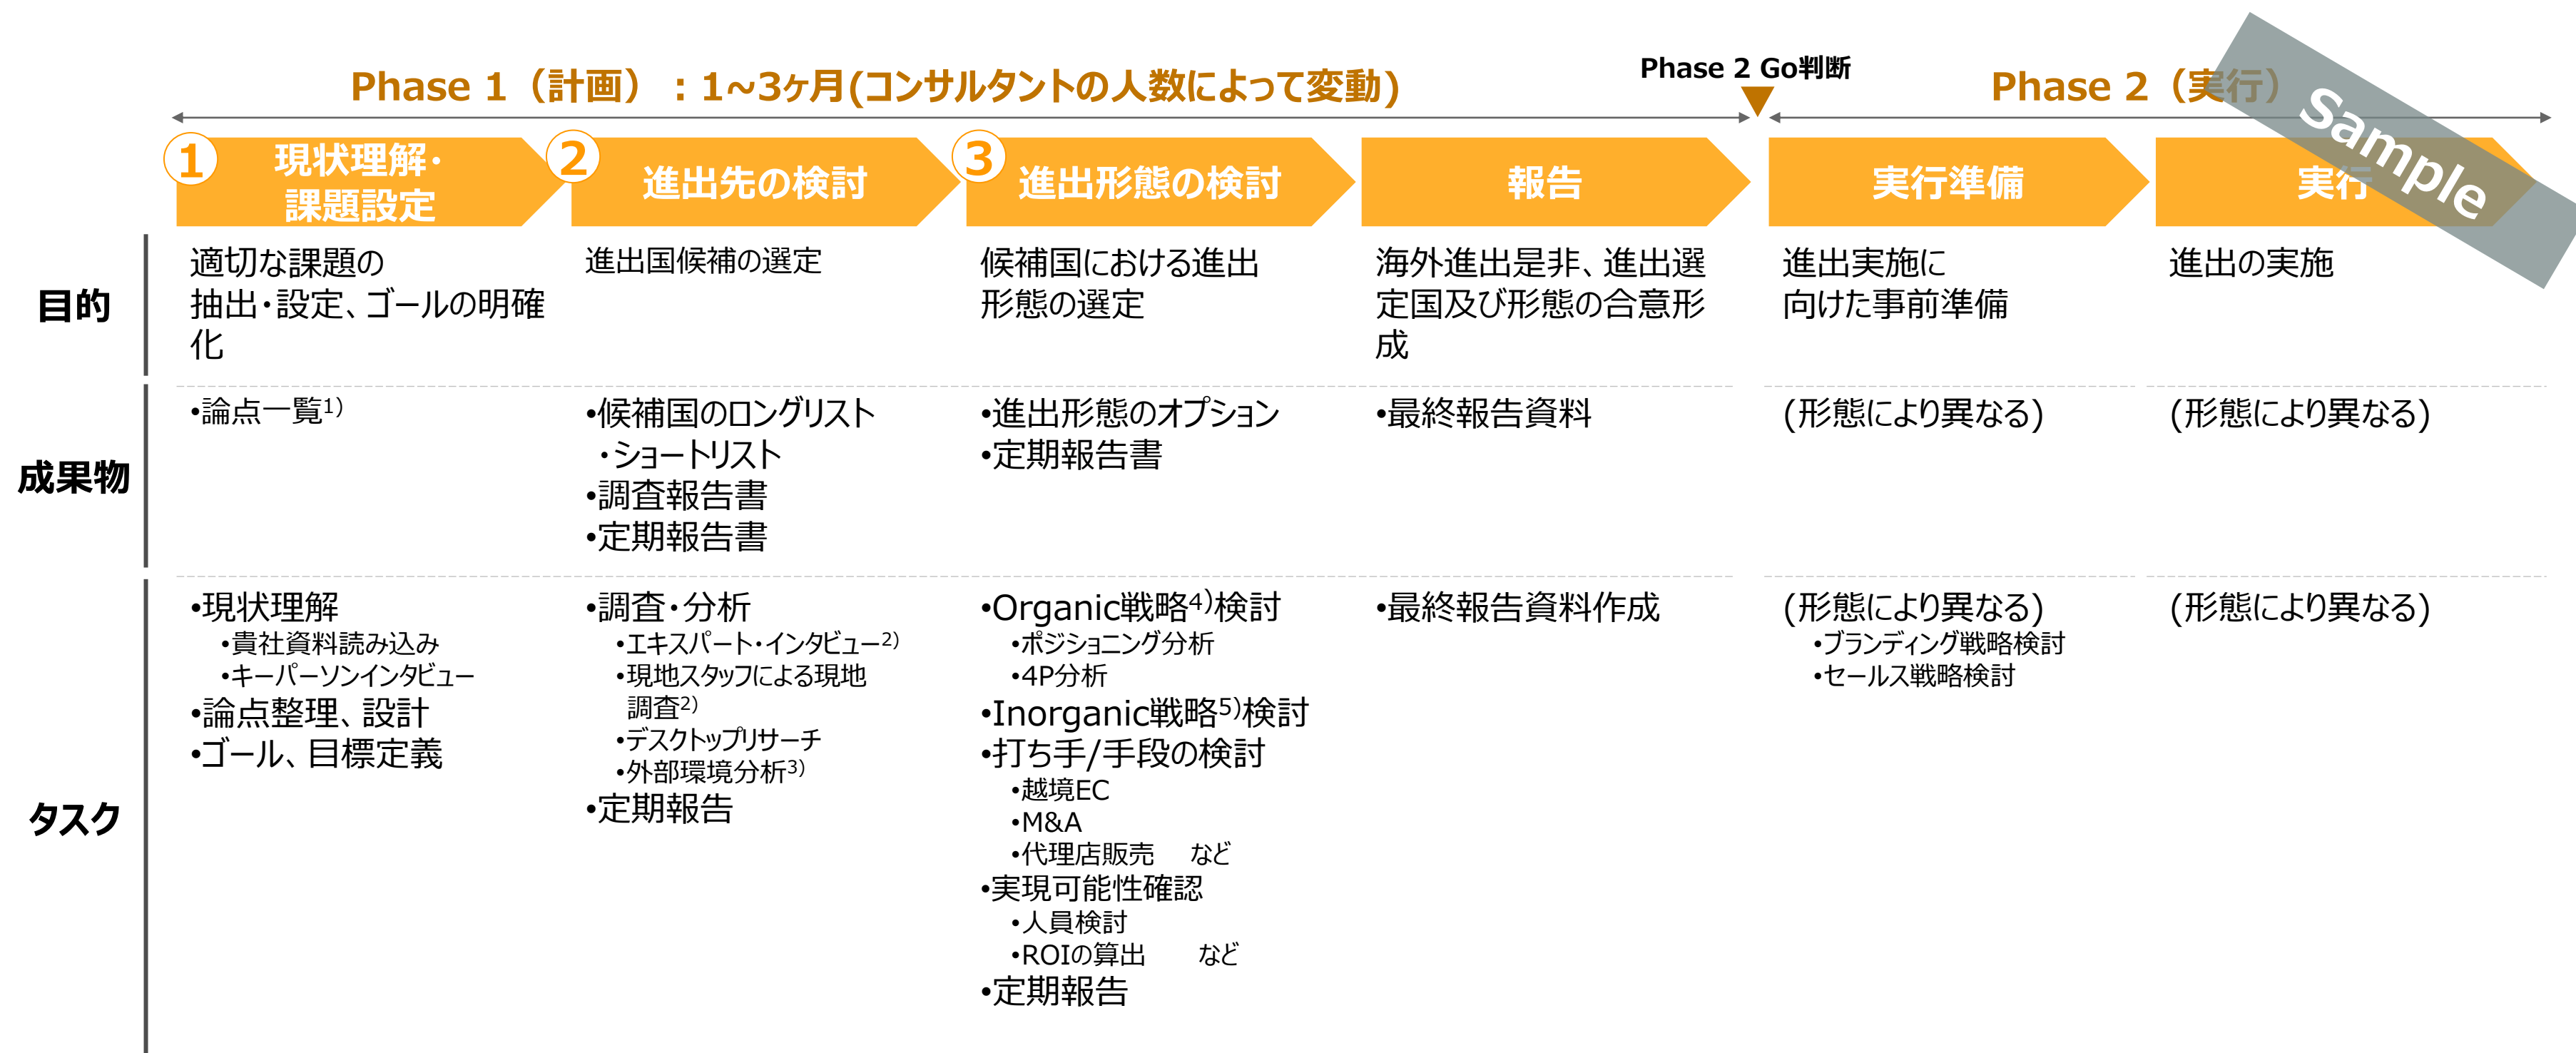 Phase 1（計画）：1~3ヶ月(コンサルタントの人数によって変動)
Phase 2 Go判断
Phase 2（実行）
Sample
1
現状理解・
課題設定
2
進出先の検討
3
進出形態の検討
報告
実行準備
実行
目的
適切な課題の
抽出・設定、ゴールの明確
化
進出国候補の選定
候補国における進出
形態の選定
海外進出是非、進出選
定国及び形態の合意形
成
進出実施に
向けた事前準備
進出の実施
成果物
•論点一覧1)
•候補国のロングリスト
・ショートリスト
•調査報告書
•定期報告書
•進出形態のオプション
•定期報告書
•最終報告資料
(形態により異なる)
(形態により異なる)
タスク
•現状理解
•貴社資料読み込み
•キーパーソンインタビュー
•論点整理、設計
•ゴール、目標定義
•調査・分析
•エキスパート・インタビュー2)
•現地スタッフによる現地
調査2)
•デスクトップリサーチ
•外部環境分析3)
•定期報告
•Organic戦略4)検討
•ポジショニング分析
•4P分析
•Inorganic戦略5)検討
•打ち手/手段の検討
•越境EC
•M&A
•代理店販売　など
•実現可能性確認
•人員検討
•ROIの算出　　など
•定期報告
•最終報告資料作成
(形態により異なる)
•ブランディング戦略検討
•セールス戦略検討
(形態により異なる)